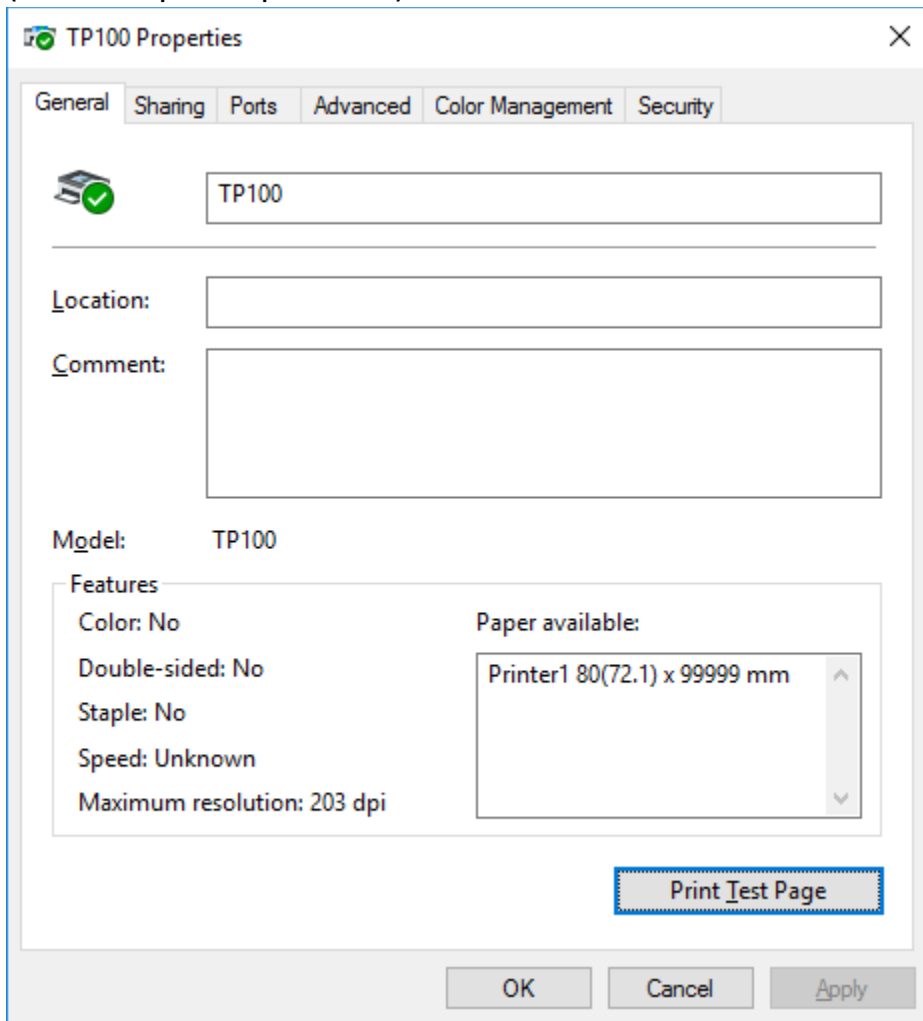 TP100 Properties
General Sharing Ports Advanced Color Management Security
TP100
Location:
Comment:
Model: TP100
Features
Color: No
Paper available:
Double-sided: No
Printer1 80(72.1) x 99999 mm
Staple: No
Speed: Unknown
Maximum resolution: 203 dpi
Print Test Page
OK Cancel Apply